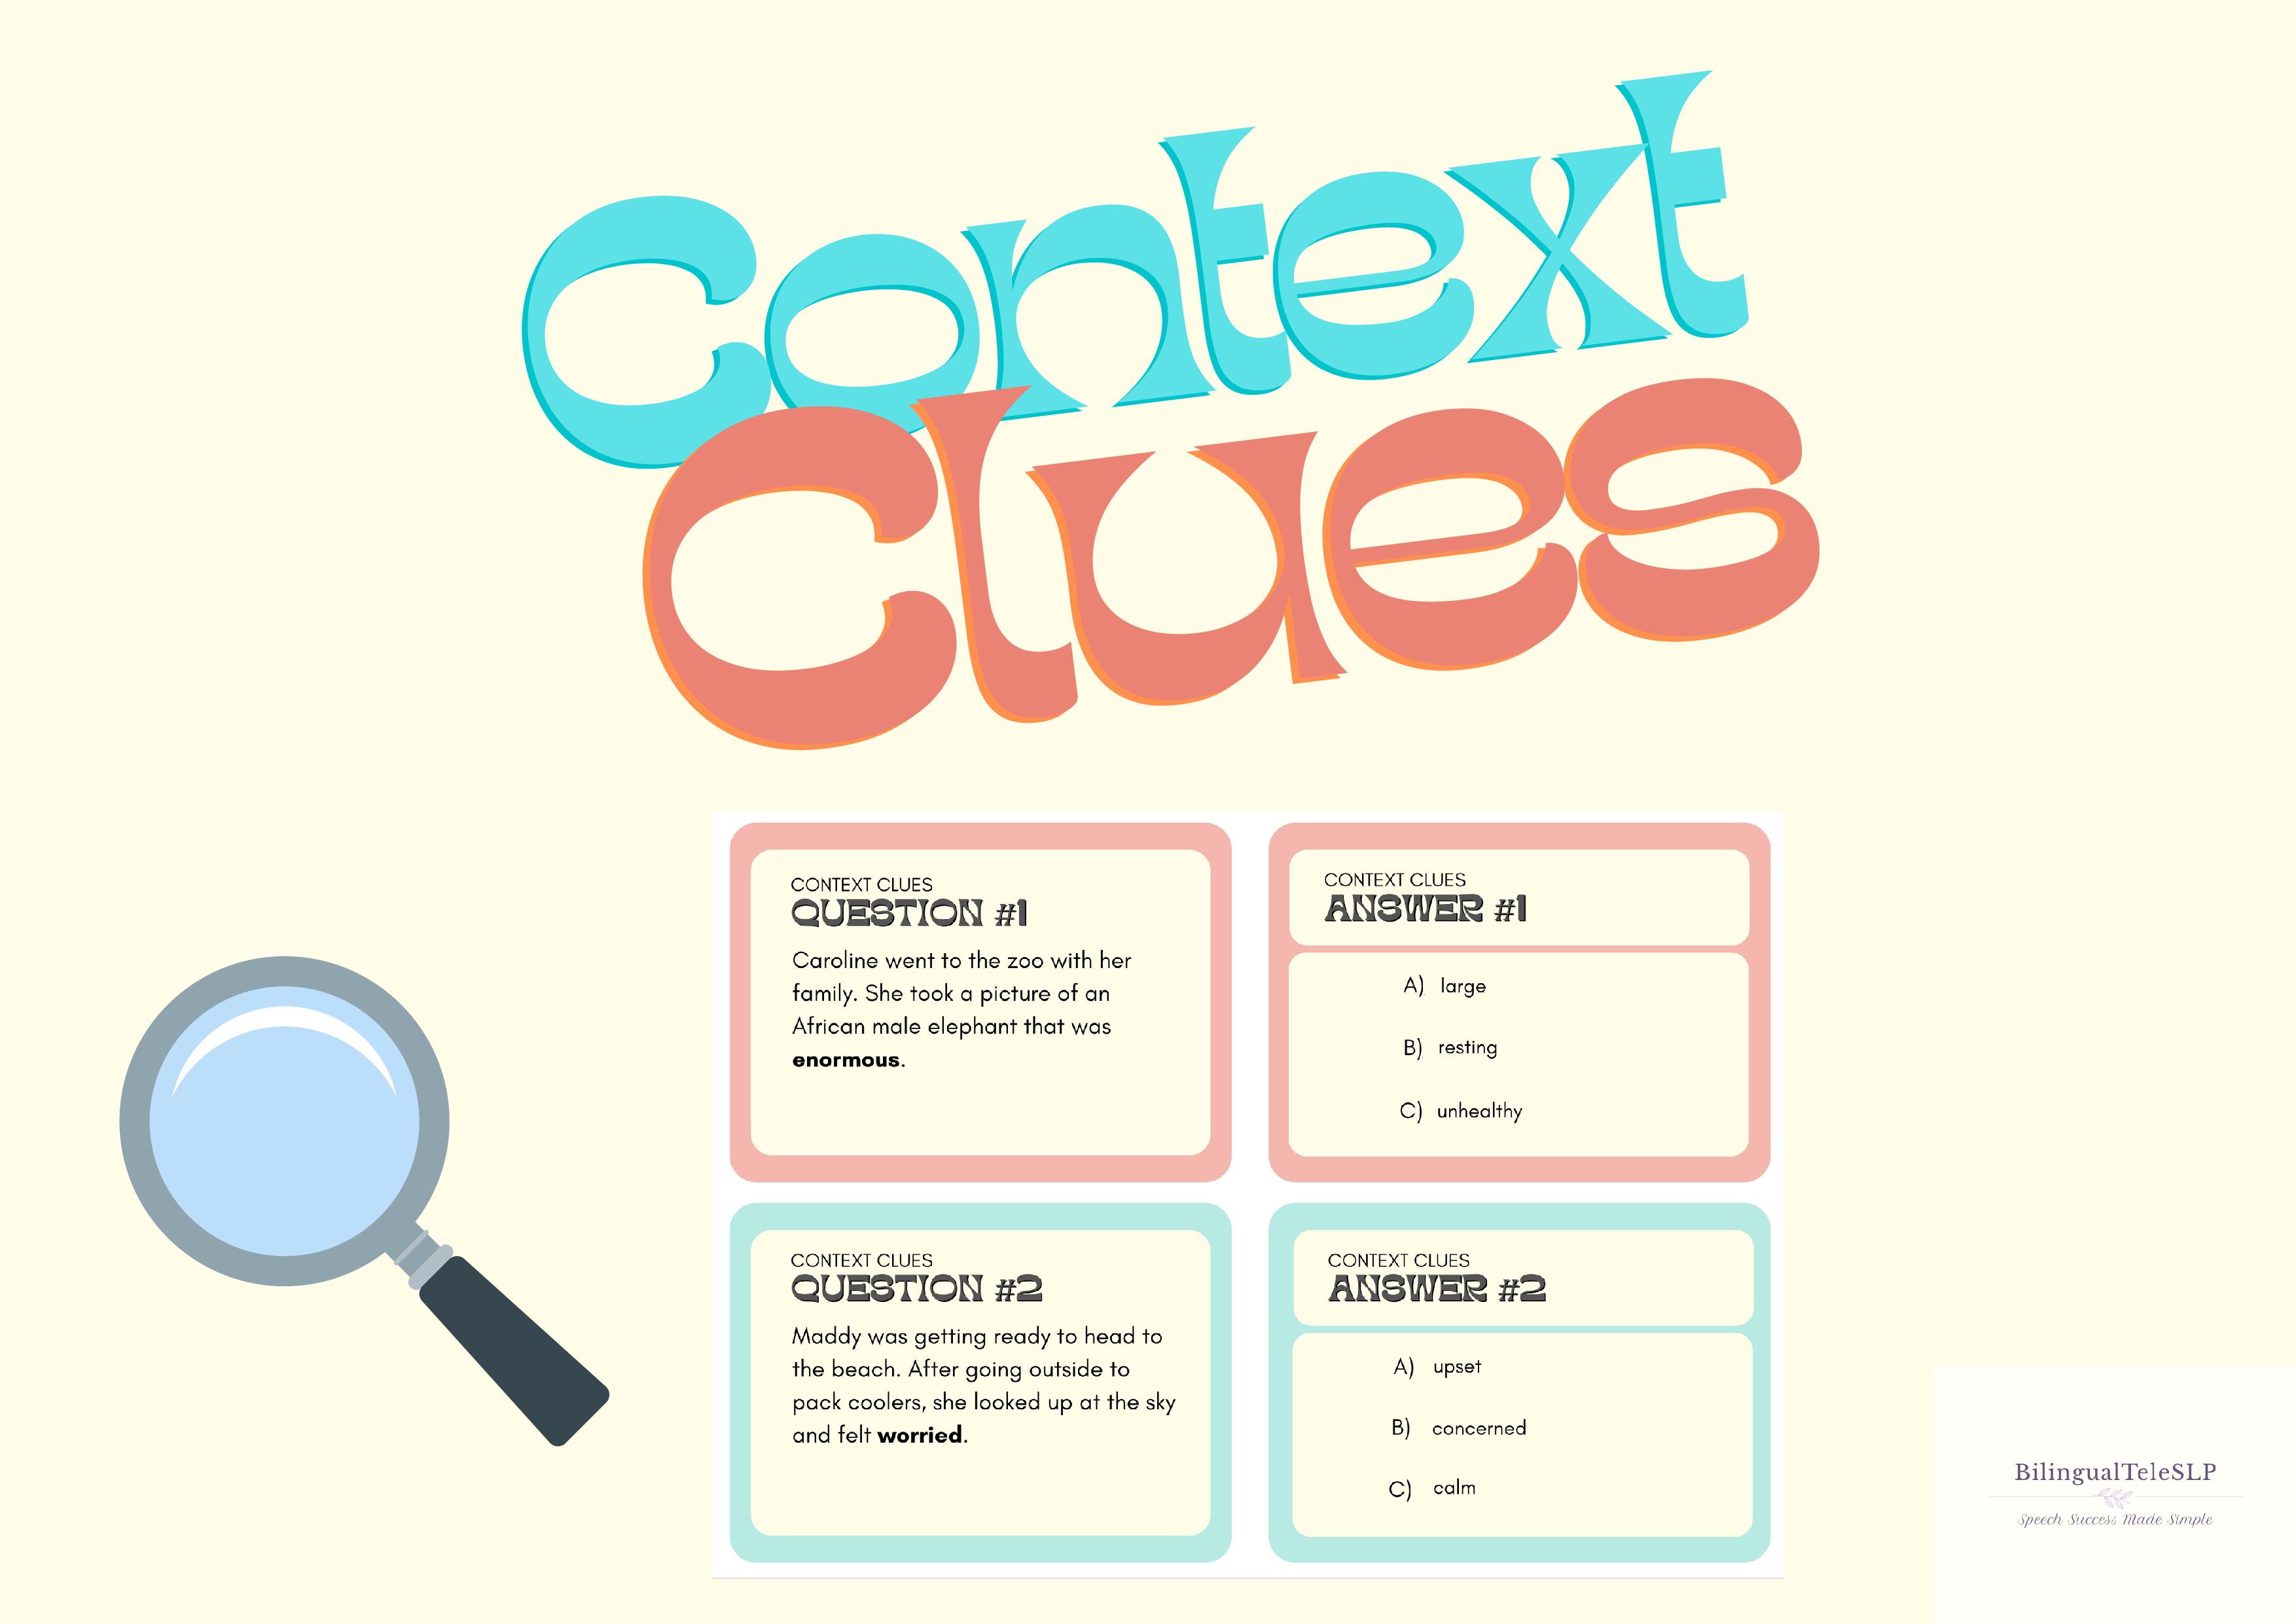 Context
Clues
CONTEXT CLUES
QUESTION #1
Caroline went to the zoo with her
family. She took a picture of an
African male elephant that was
enormous.
CONTEXT CLUES
ANSWER #1
A) large
B) resting
C) unhealthy
CONTEXT CLUES
QUESTION #2
Maddy was getting ready to head to
the beach. After going outside to
pack coolers, she looked up at the sky
and felt worried.
CONTEXT CLUES
ANSWER #2
A) upset
B) concerned
C) calm
BilingualTeleSLP
Speech Success Made Simple